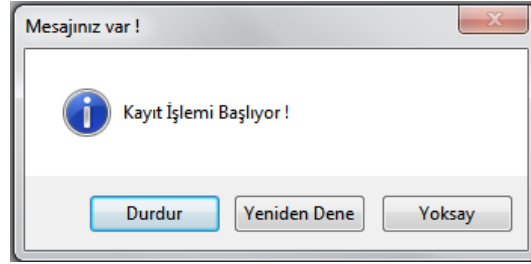 Mesajınız var !
Kayıt İşlemi Başlıyor !
Durdur
Yeniden Dene
Yoksay